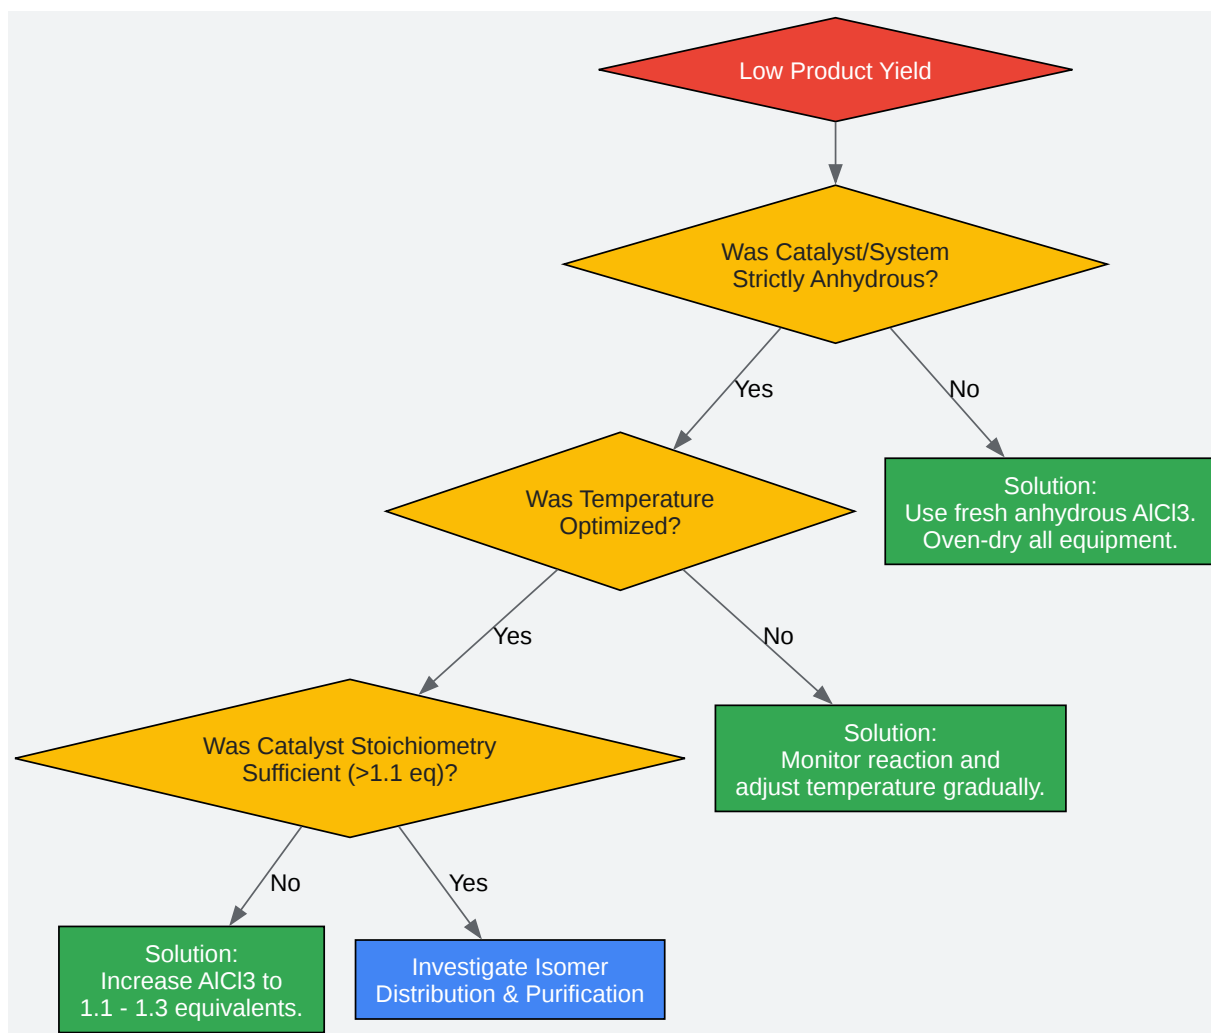 Low Product Yield
Was Catalyst/System
Strictly Anhydrous?
Yes
No
Was Temperature
Optimized?
Solution:
Use fresh anhydrous AlCl3.
Oven-dry all equipment.
Yes
No
Was Catalyst Stoichiometry
Sufficient (>1.1 eq)?
Solution:
Monitor reaction and
adjust temperature gradually.
No
Yes
Solution:
Increase AlCl3 to
1.1 - 1.3 equivalents.
Investigate Isomer
Distribution & Purification